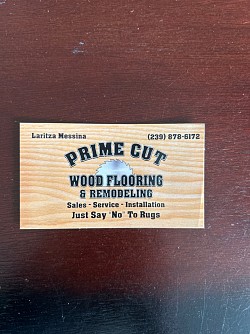 Laritza Messina (239) 878-6172
PRIME CUT
WOOD FLOORING
& REMODELING
Sales - Service - Installation
Just Say "No" To Rugs